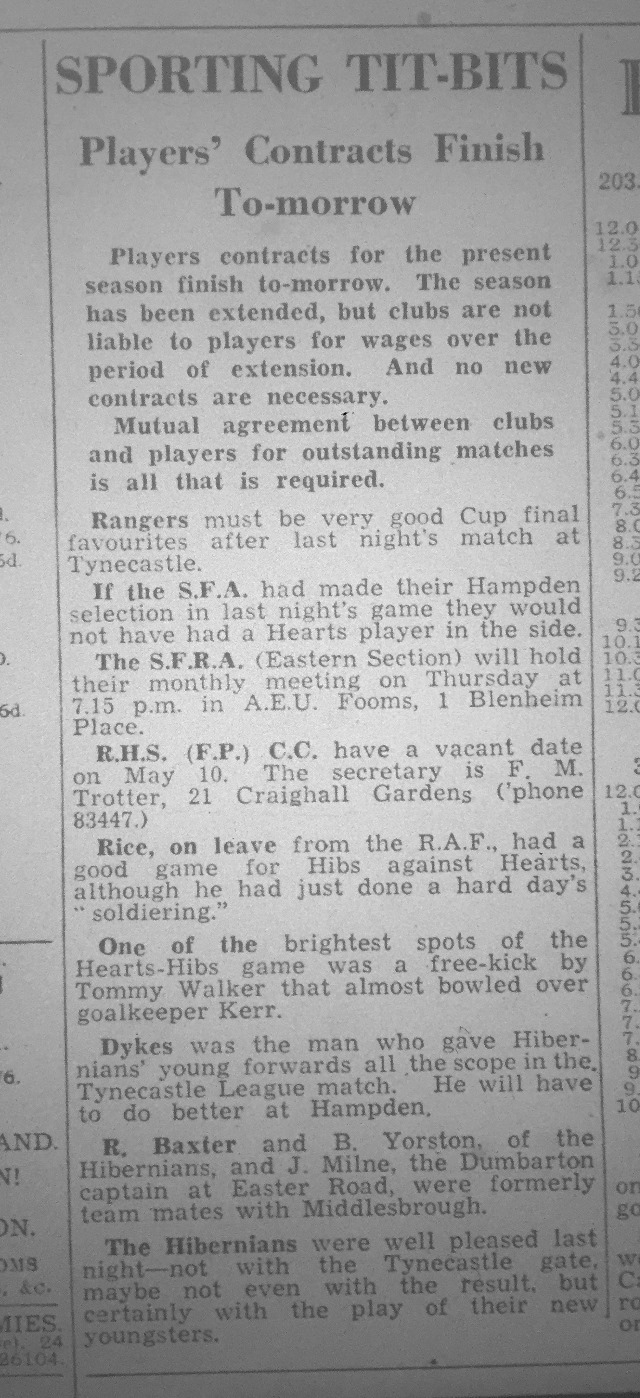 SPORTING TIT-BITS
Players' Contracts Finish
To-morrow
Players contracts for the present
season finish to-morrow. The season
has been extended, but clubs are not
liable to players for wages over the
period of extension. And no new
contracts are necessary.
Mutual agreement between clubs
and players for outstanding matches
is all that is required.
Rangers must be very good Cup final
favourites after last night's match at
Tynecastle.
If the S.F.A. had made their Hampden
selection in last night's game they would
not have had a Hearts player in the side.
The S.F.R.A. (Eastern Section) will hold
their monthly meeting on Thursday at
7.15 p.m. in A.E.U. Fooms, 1 Blenheim
Place.
R.H.S. (F.P.) C.C. have a vacant date
on May 10. The secretary is F. M.
Trotter, 21 Craighall Gardens ('phone
83447.)
Rice, on leave from the R.A.F., had a
good game for Hibs against Hearts,
although he had just done a hard day's
"soldiering."
One of the brightest spots of the
Hearts-Hibs game was a free-kick by
Tommy Walker that almost bowled over
goalkeeper Kerr.
Dykes was the man who gave Hiber-
nians' young forwards all the scope in the
Tynecastle League match. He will have
to do better at Hampden.
R. Baxter and B. Yorston, of the
Hibernians, and J. Milne, the Dumbarton
captain at Easter Road, were formerly
team mates with Middlesbrough.
The Hibernians were well pleased last
night—not with the Tynecastle gate,
maybe not even with the result, but
certainly with the play of their new
youngsters.
AND.
N!
ON.
OMS
, &c.
MIES.
24
26104.
203.